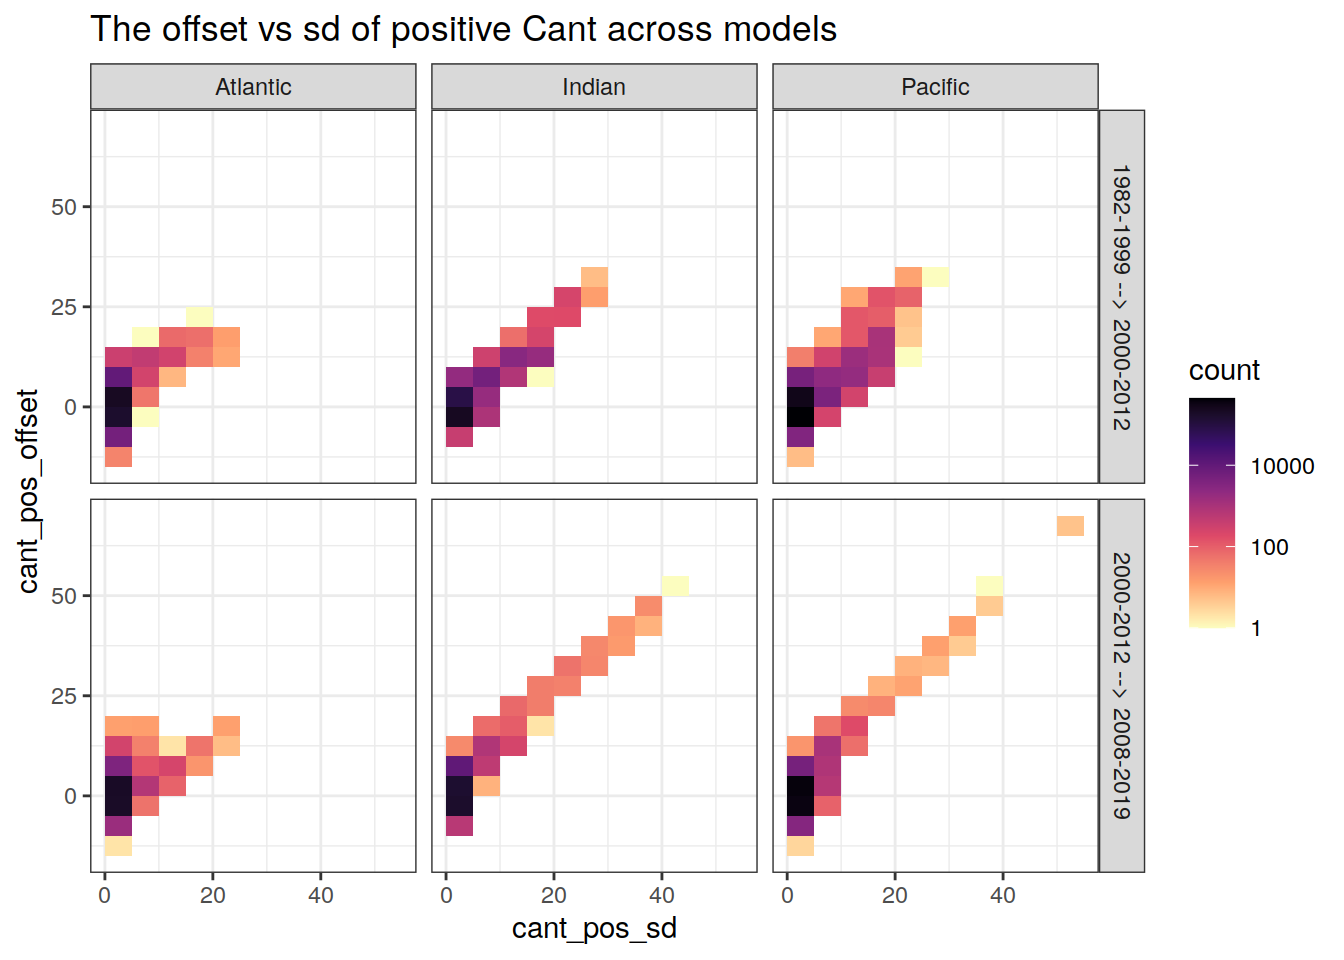 The offset vs sd of positive Cant across models
Atlantic
Indian
Pacific
cant_pos_offset
50
25
0
1982-1999 --> 2000-2012
50
25
0
2000-2012 --> 2008-2019
0
20
40
0
20
40
0
20
40
cant_pos_sd
count
10000
100
1